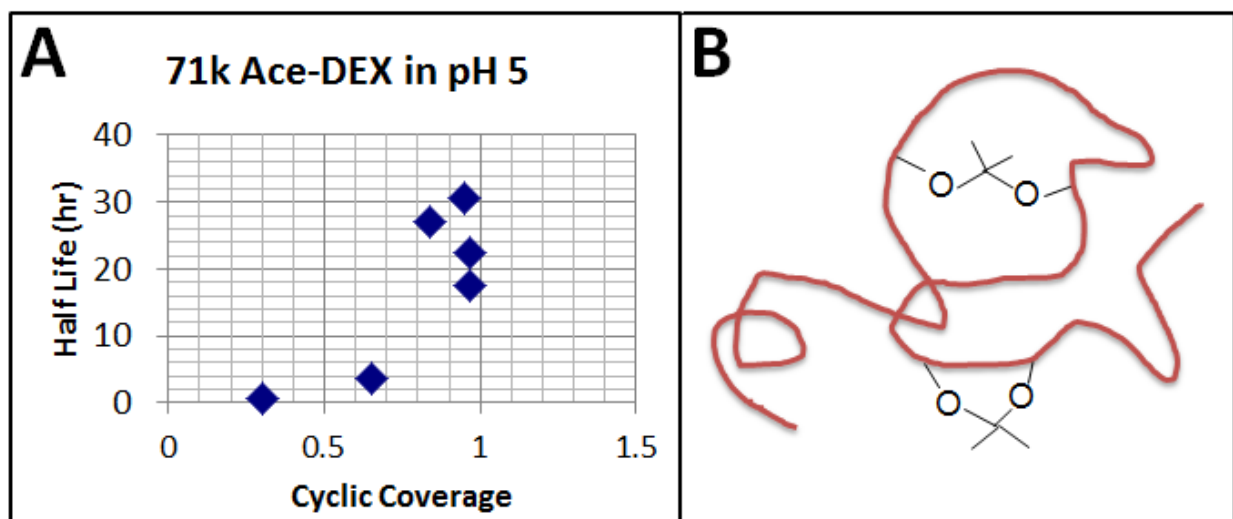 A
71k Ace-DEX in pH 5
Half Life (hr)
40
30
20
10
0
0 0.5 1 1.5
Cyclic Coverage
B
O O
O O